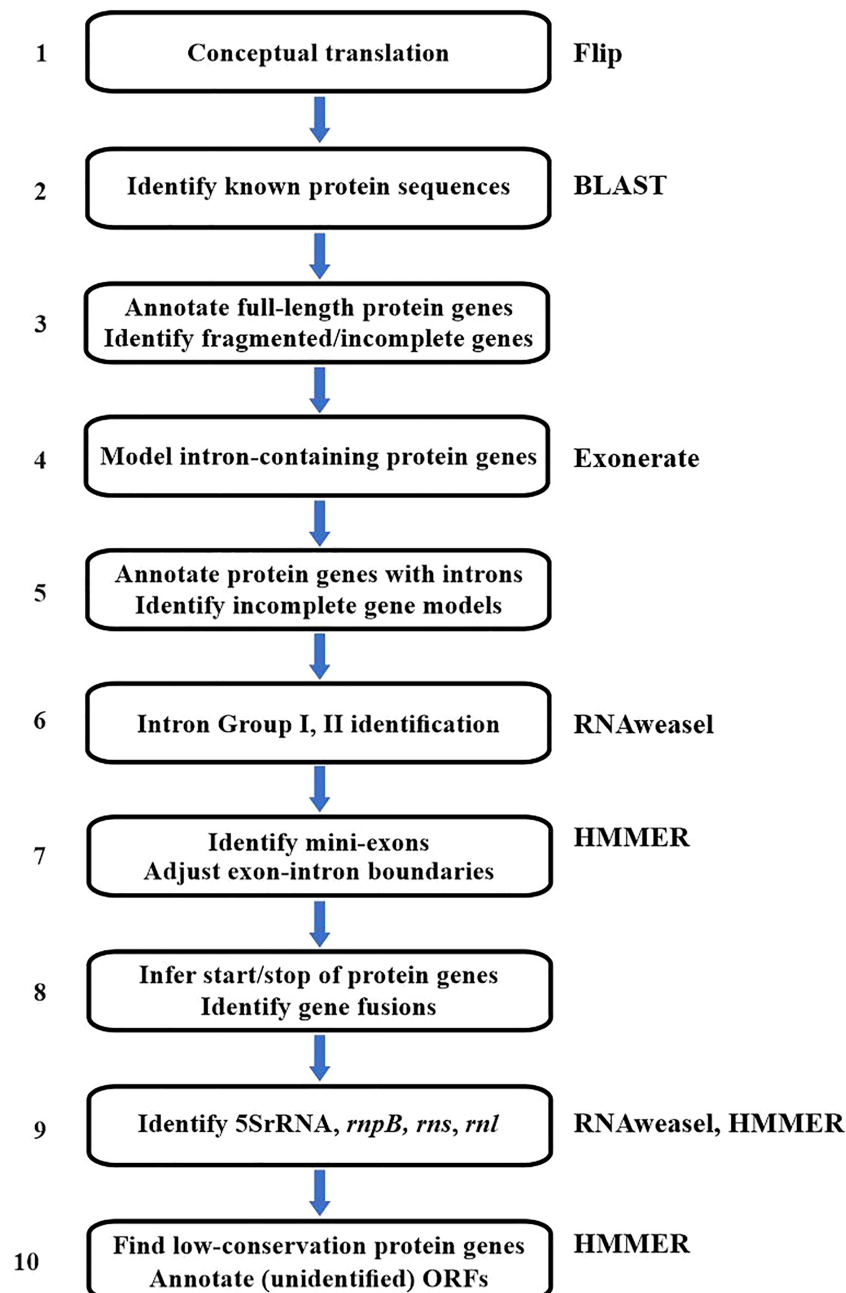 1 Conceptual translation Flip
2 Identify known protein sequences BLAST
3 Annotate full-length protein genes
Identify fragmented/incomplete genes
4 Model intron-containing protein genes Exonerate
5 Annotate protein genes with introns
Identify incomplete gene models
6 Intron Group I, II identification RNAweasel
7 Identify mini-exons HMMER
Adjust exon-intron boundaries
8 Infer start/stop of protein genes
Identify gene fusions
9 Identify 5SrRNA, rnpB, rns, rnl RNAweasel, HMMER
10 Find low-conservation protein genes HMMER
Annotate (unidentified) ORFs